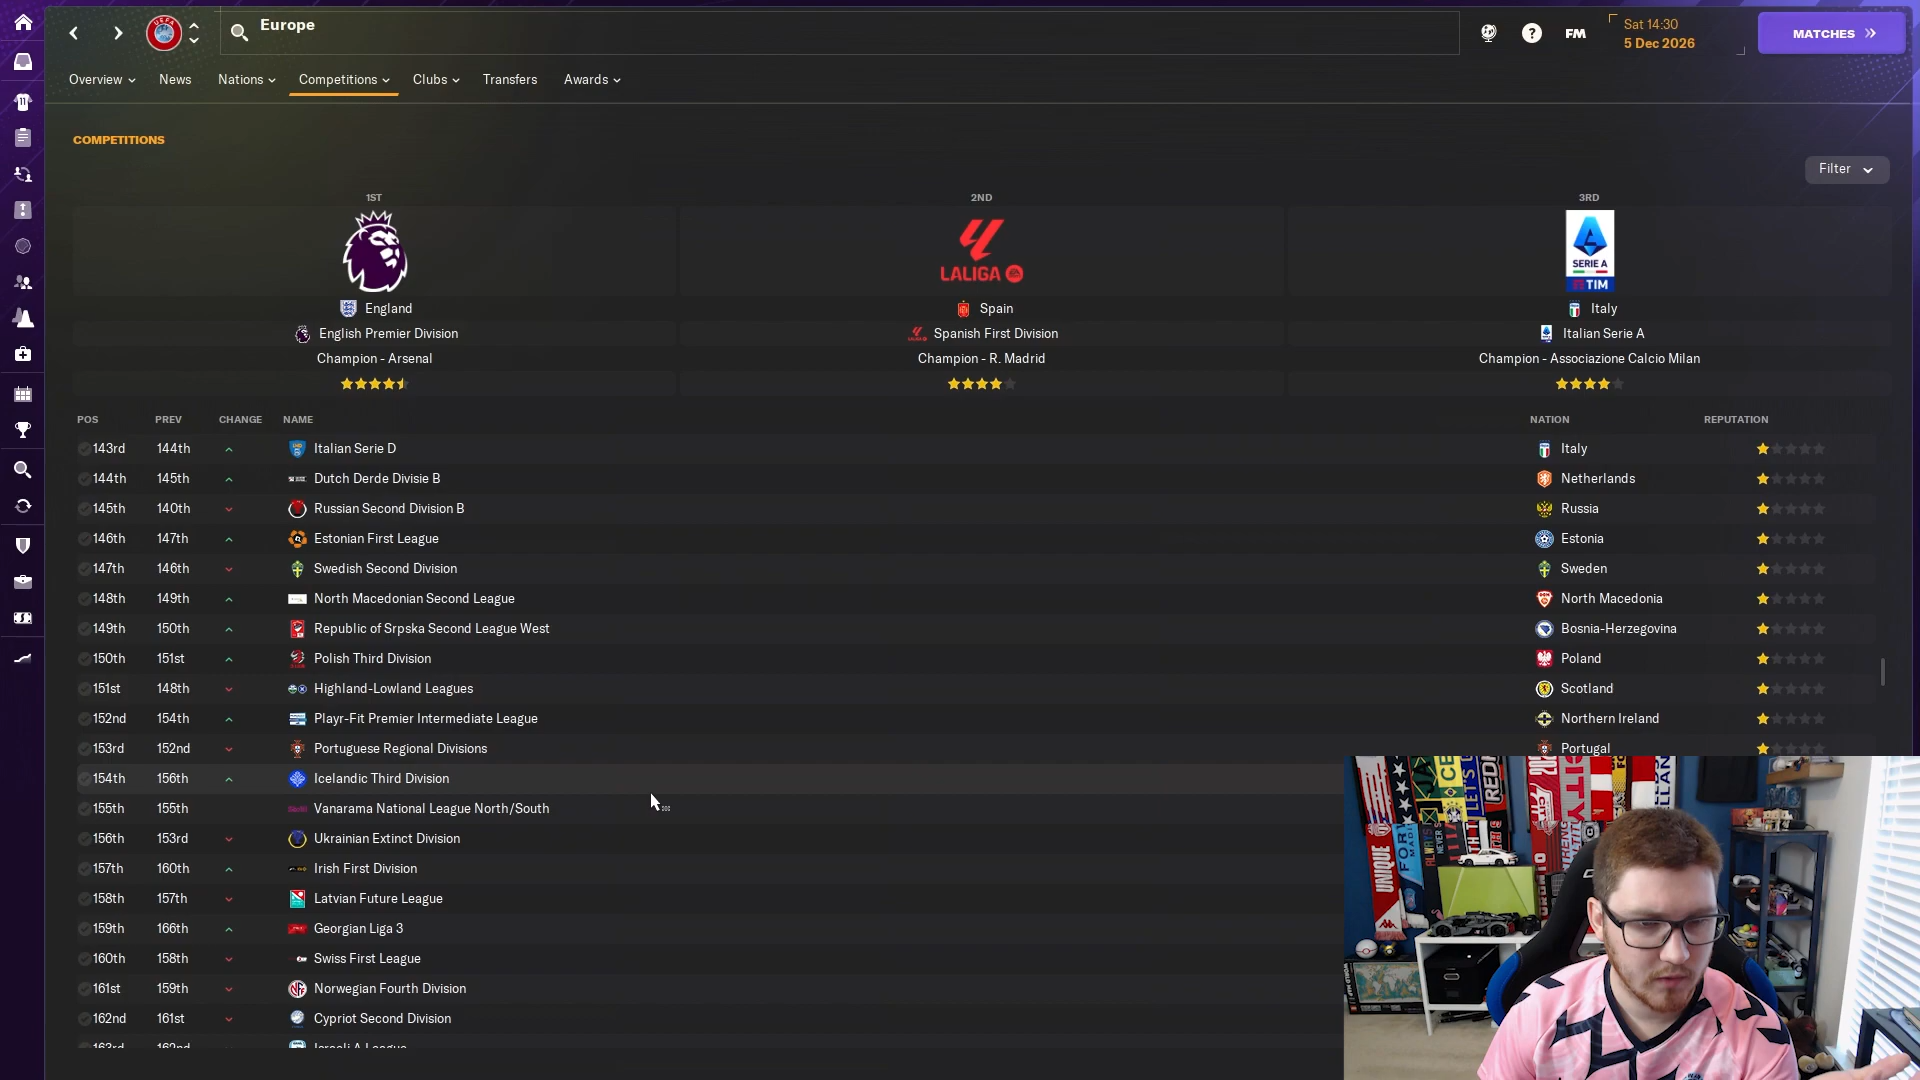 Europe
FM
Sat 14:30
5 Dec 2026
MATCHES
Overview
News
Nations
Competitions
Clubs
Transfers
Awards
COMPETITIONS
Filter
1ST
2ND
3RD
LALIGA
SERIE A
TIM
England
Spain
Italy
English Premier Division
Spanish First Division
Italian Serie A
Champion - Arsenal
Champion - R. Madrid
Champion - Associazione Calcio Milan
POS PREV CHANGE NAME NATION REPUTATION
143rd 144th Italian Serie D Italy
144th 145th Dutch Derde Divisie B Netherlands
145th 140th Russian Second Division B Russia
146th 147th Estonian First League Estonia
147th 146th Swedish Second Division Sweden
148th 149th North Macedonian Second League North Macedonia
149th 150th Republic of Srpska Second League West Bosnia-Herzegovina
150th 151st Polish Third Division Poland
151st 148th Highland-Lowland Leagues Scotland
152nd 154th Playr-Fit Premier Intermediate League Northern Ireland
153rd 152nd Portuguese Regional Divisions Portugal
154th 156th Icelandic Third Division
155th 155th Vanarama National League North/South
156th 153rd Ukrainian Extinct Division
157th 160th Irish First Division
158th 157th Latvian Future League
159th 166th Georgian Liga 3
160th 158th Swiss First League
161st 159th Norwegian Fourth Division
162nd 161st Cypriot Second Division
163rd 162nd Israeli A League
UNIQUE